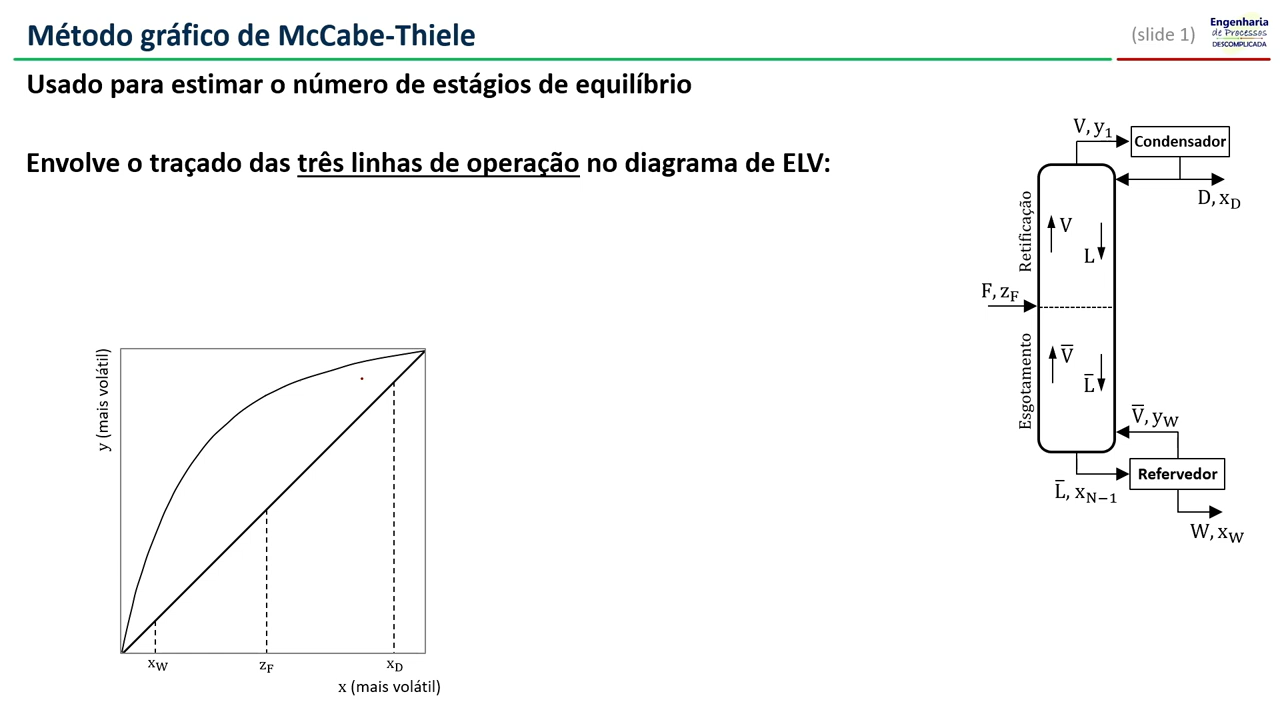 Método gráfico de McCabe-Thiele
(slide 1)
Engenharia
de Processos
DESCOMPLICADA
Usado para estimar o número de estágios de equilíbrio
Envolve o traçado das três linhas de operação no diagrama de ELV:
V, y₁
Condensador
D, x_D
Retificação
V
L
F, z_F
Esgotamento
V̅
L̅
V̅, y_W
Refervedor
L̅, x_N−1
W, x_W
y (mais volátil)
x_W
z_F
x_D
x (mais volátil)